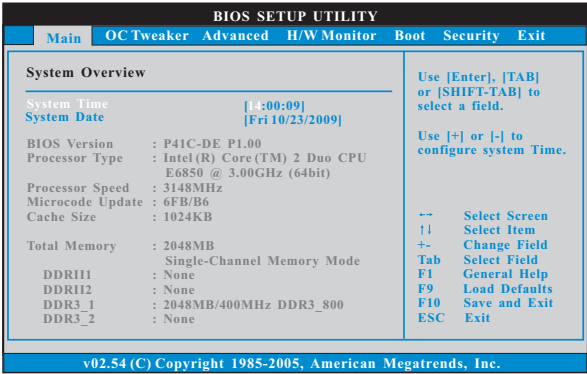 BIOS SETUP UTILITY
Main OC Tweaker Advanced H/W Monitor Boot Security Exit
System Overview
System Time [14:00:09]
System Date [Fri 10/23/2009]
BIOS Version : P41C-DE P1.00
Processor Type : Intel (R) Core (TM) 2 Duo CPU
E6850 @ 3.00GHz (64bit)
Processor Speed : 3148MHz
Microcode Update : 6FB/B6
Cache Size : 1024KB
Total Memory : 2048MB
Single-Channel Memory Mode
DDRII1 : None
DDRII2 : None
DDR3_1 : 2048MB/400MHz DDR3_800
DDR3_2 : None
Use [Enter], [TAB]
or [SHIFT-TAB] to
select a field.
Use [+] or [-] to
configure system Time.
←→ Select Screen
↑↓ Select Item
+- Change Field
Tab Select Field
F1 General Help
F9 Load Defaults
F10 Save and Exit
ESC Exit
v02.54 (C) Copyright 1985-2005, American Megatrends, Inc.